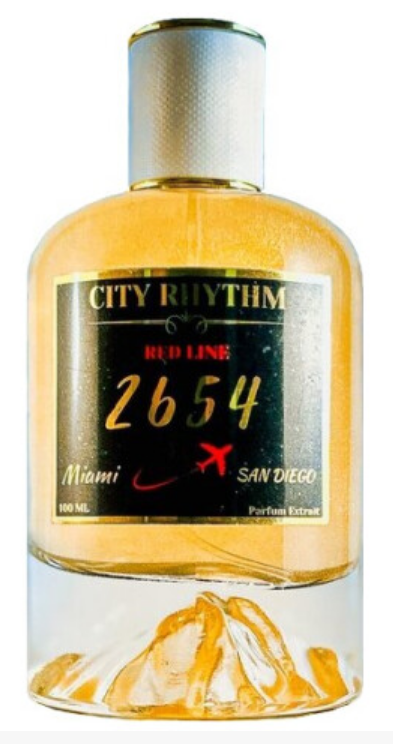 CITY RHYTHM
RED LINE
2654
Miami SAN DIEGO
100 ML Parfum Extrait